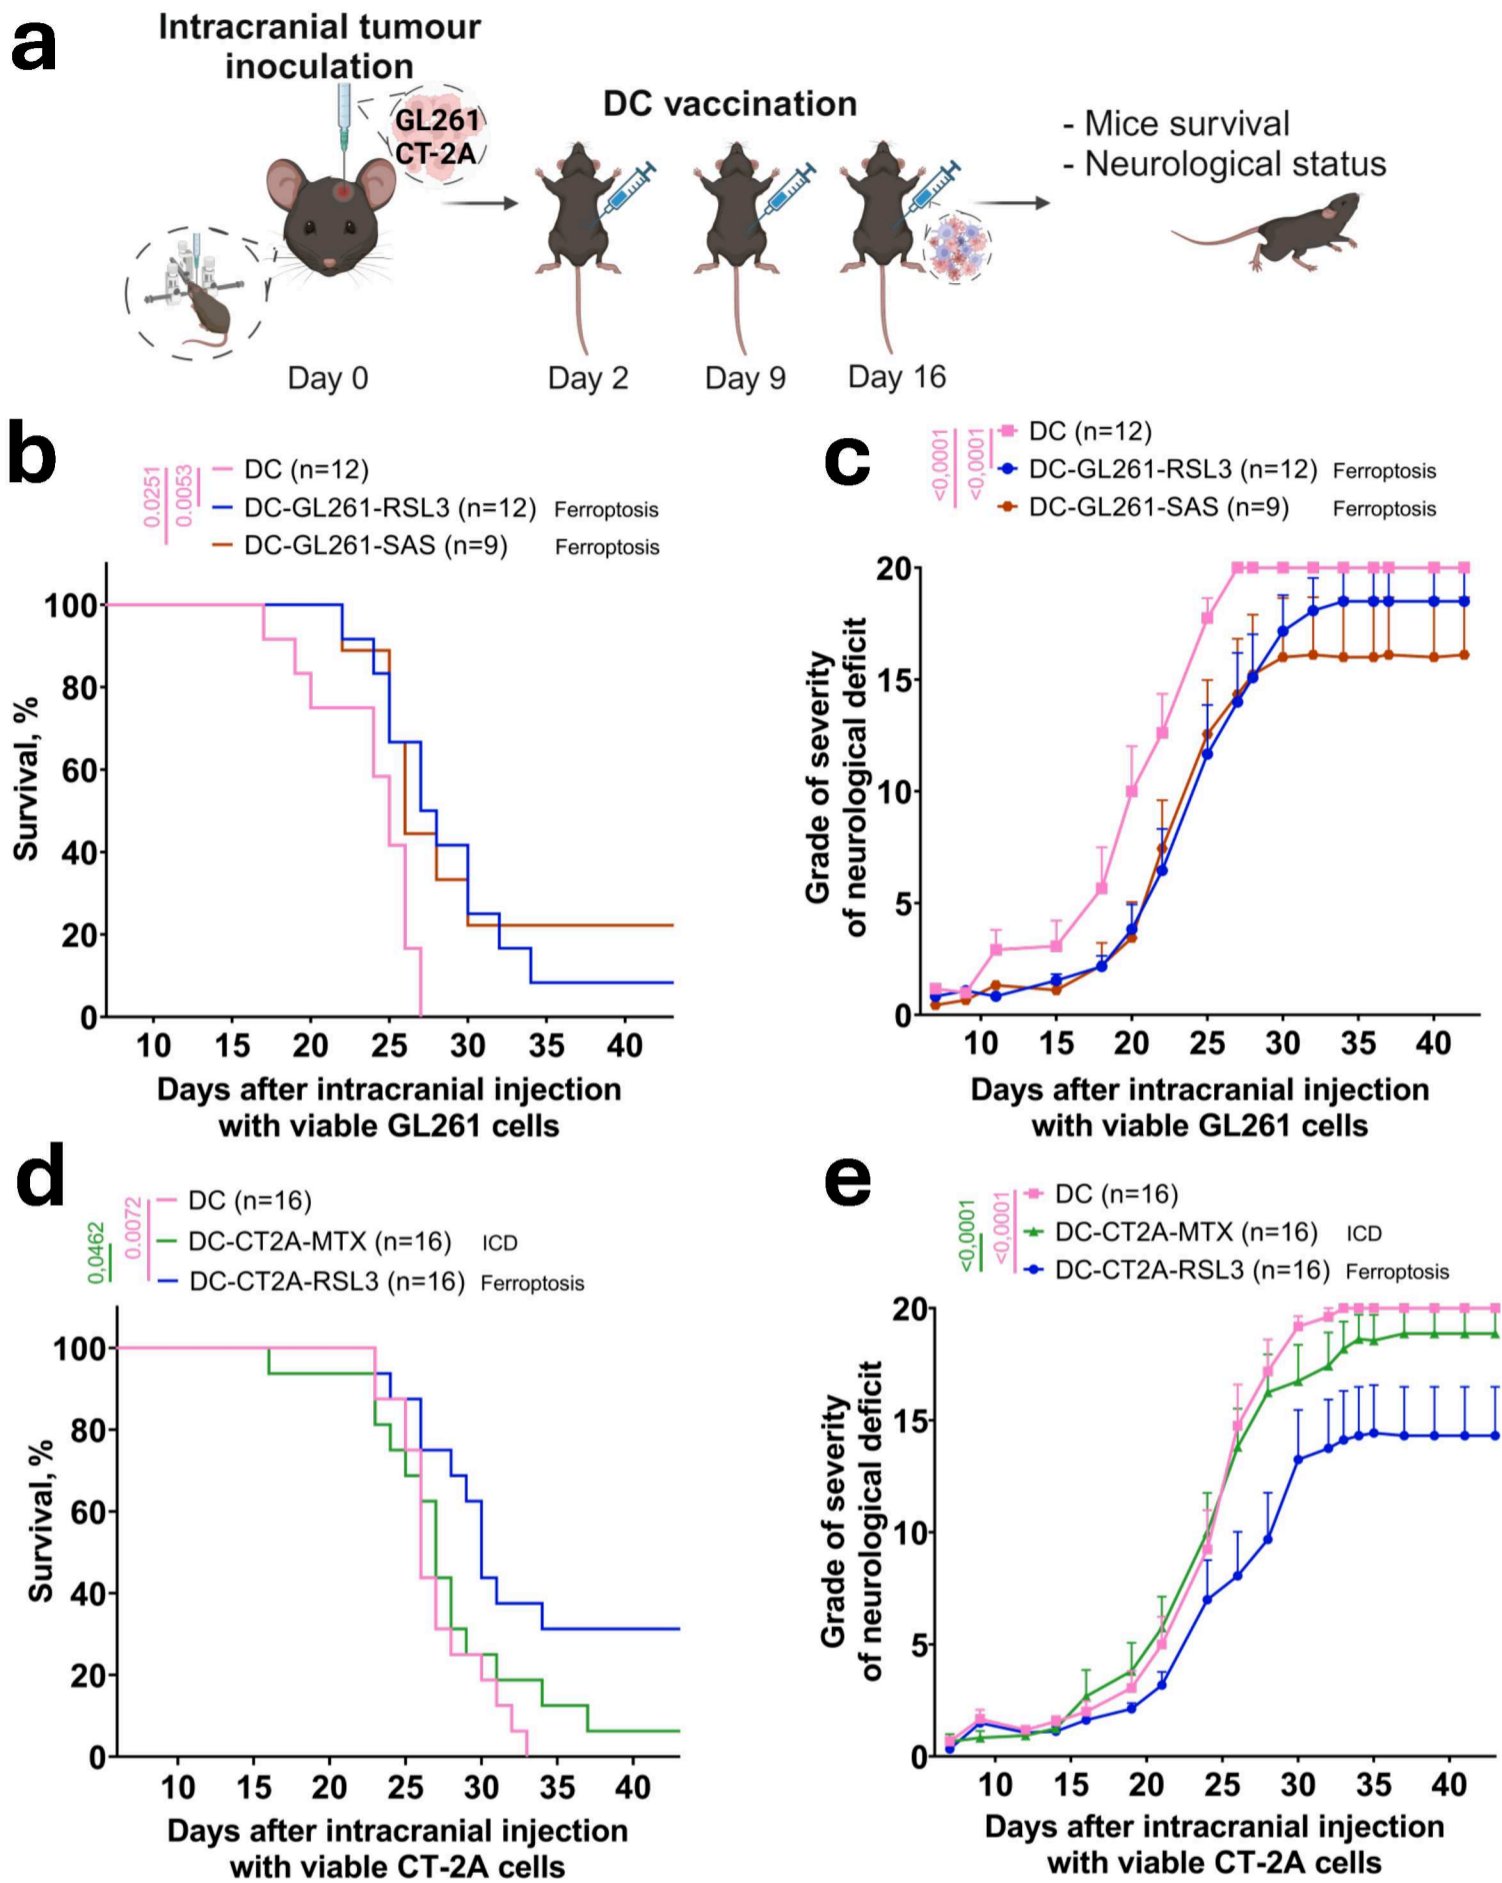 a
Intracranial tumour
inoculation
GL261
CT-2A
DC vaccination
- Mice survival
- Neurological status
Day 0
Day 2
Day 9
Day 16
b
0.0251
0.0053
DC (n=12)
DC-GL261-RSL3 (n=12) Ferroptosis
DC-GL261-SAS (n=9) Ferroptosis
Survival, %
100
80
60
40
20
0
10 15 20 25 30 35 40
Days after intracranial injection
with viable GL261 cells
c
<0,0001
<0,0001
DC (n=12)
DC-GL261-RSL3 (n=12) Ferroptosis
DC-GL261-SAS (n=9) Ferroptosis
Grade of severity
of neurological deficit
20
15
10
5
0
10 15 20 25 30 35 40
Days after intracranial injection
with viable GL261 cells
d
0,0462
0.0072
DC (n=16)
DC-CT2A-MTX (n=16) ICD
DC-CT2A-RSL3 (n=16) Ferroptosis
Survival, %
100
80
60
40
20
0
10 15 20 25 30 35 40
Days after intracranial injection
with viable CT-2A cells
e
<0,0001
<0,0001
DC (n=16)
DC-CT2A-MTX (n=16) ICD
DC-CT2A-RSL3 (n=16) Ferroptosis
Grade of severity
of neurological deficit
20
15
10
5
0
10 15 20 25 30 35 40
Days after intracranial injection
with viable CT-2A cells